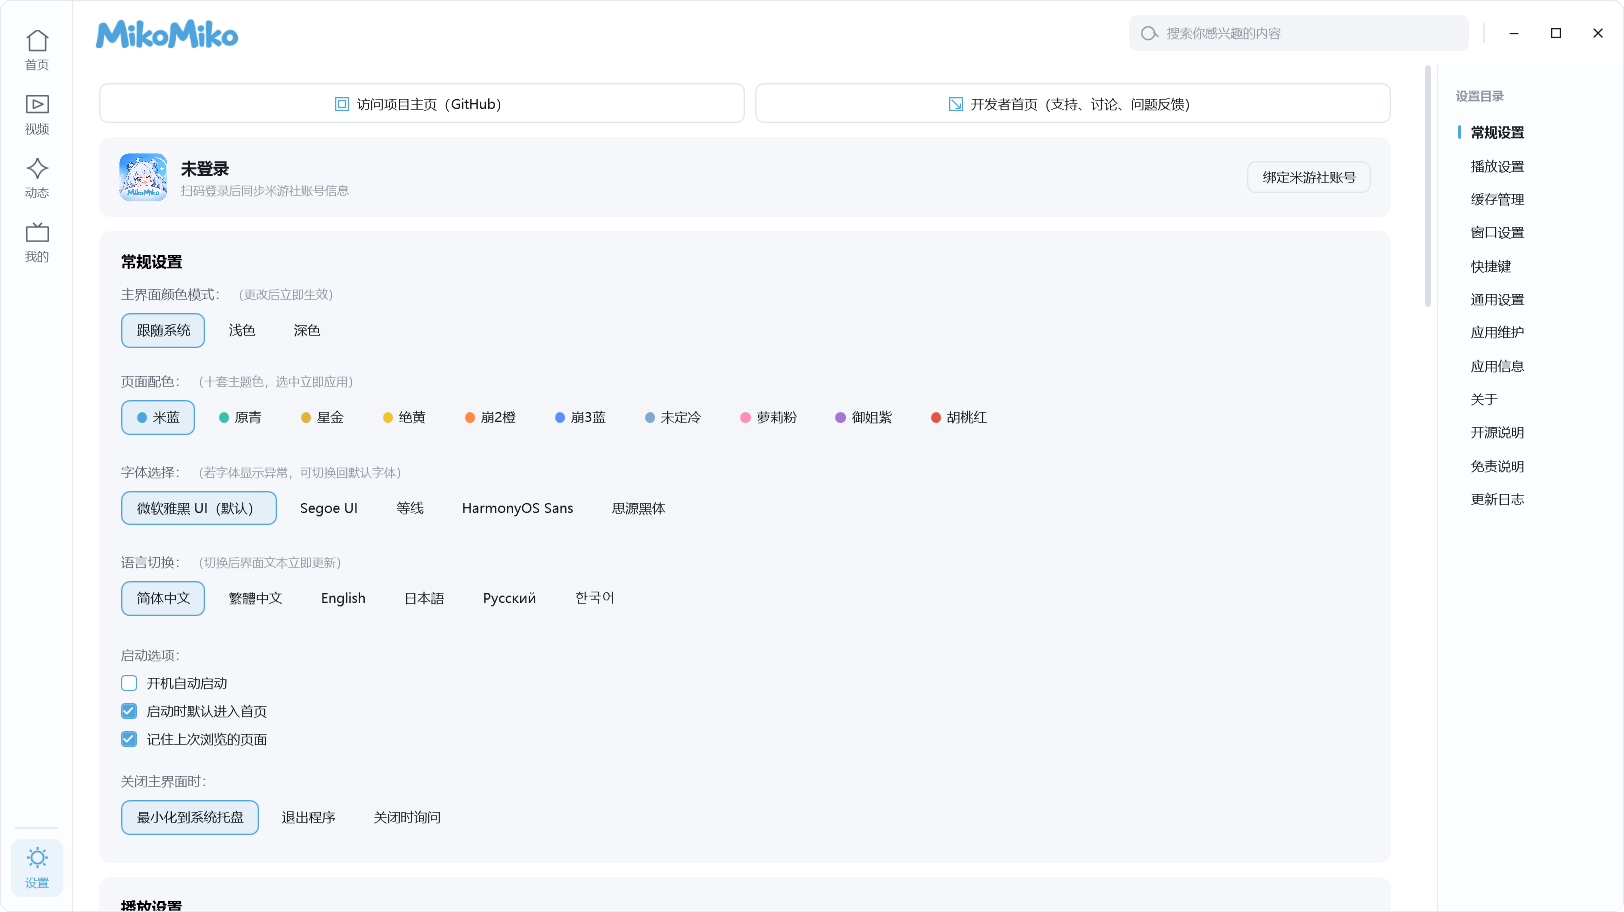 MikoMiko
搜索你感兴趣的内容
首页
视频
动态
我的
设置
访问项目主页（GitHub）
开发者首页（支持、讨论、问题反馈）
MikoMiko
未登录
扫码登录后同步米游社账号信息
绑定米游社账号
常规设置
主界面颜色模式： （更改后立即生效）
跟随系统 浅色 深色
页面配色： （十套主题色，选中立即应用）
米蓝 原青 星金 绝黄 崩2橙 崩3蓝 未定冷 萝莉粉 御姐紫 胡桃红
字体选择： （若字体显示异常，可切换回默认字体）
微软雅黑 UI（默认） Segoe UI 等线 HarmonyOS Sans 思源黑体
语言切换： （切换后界面文本立即更新）
简体中文 繁體中文 English 日本語 Русский 한국어
启动选项：
开机自动启动
启动时默认进入首页
记住上次浏览的页面
关闭主界面时：
最小化到系统托盘 退出程序 关闭时询问
播放设置
设置目录
常规设置
播放设置
缓存管理
窗口设置
快捷键
通用设置
应用维护
应用信息
关于
开源说明
免责说明
更新日志